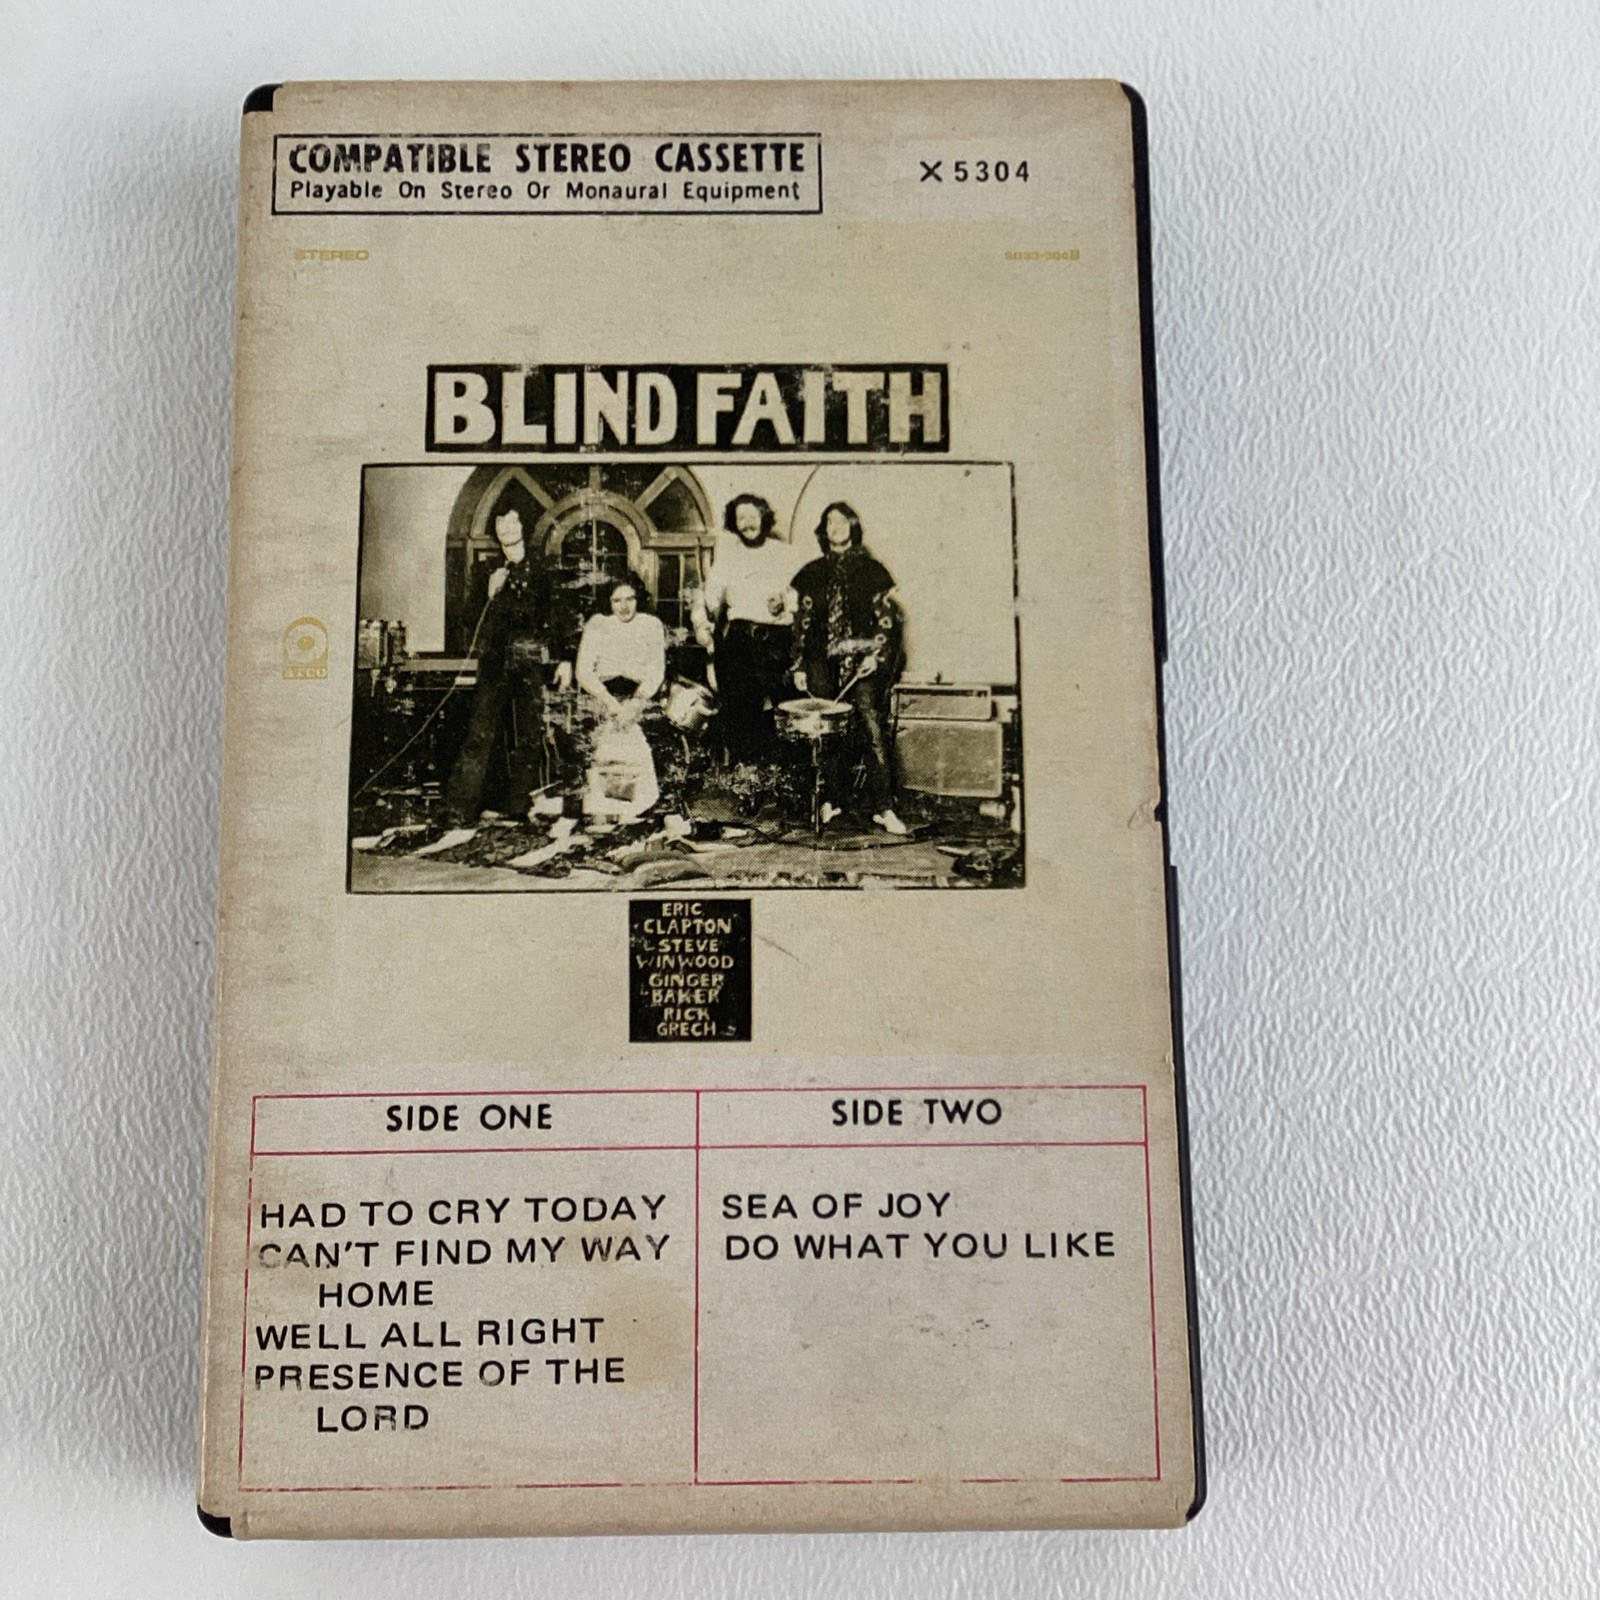 COMPATIBLE STEREO CASSETTE
Playable On Stereo Or Monaural Equipment
X 5304
STEREO
BLIND FAITH
ATCO
ERIC
CLAPTON
STEVE
WINWOOD
GINGER
BAKER
RICK
GRECH
SIDE ONE
HAD TO CRY TODAY
CAN'T FIND MY WAY
HOME
WELL ALL RIGHT
PRESENCE OF THE
LORD
SIDE TWO
SEA OF JOY
DO WHAT YOU LIKE